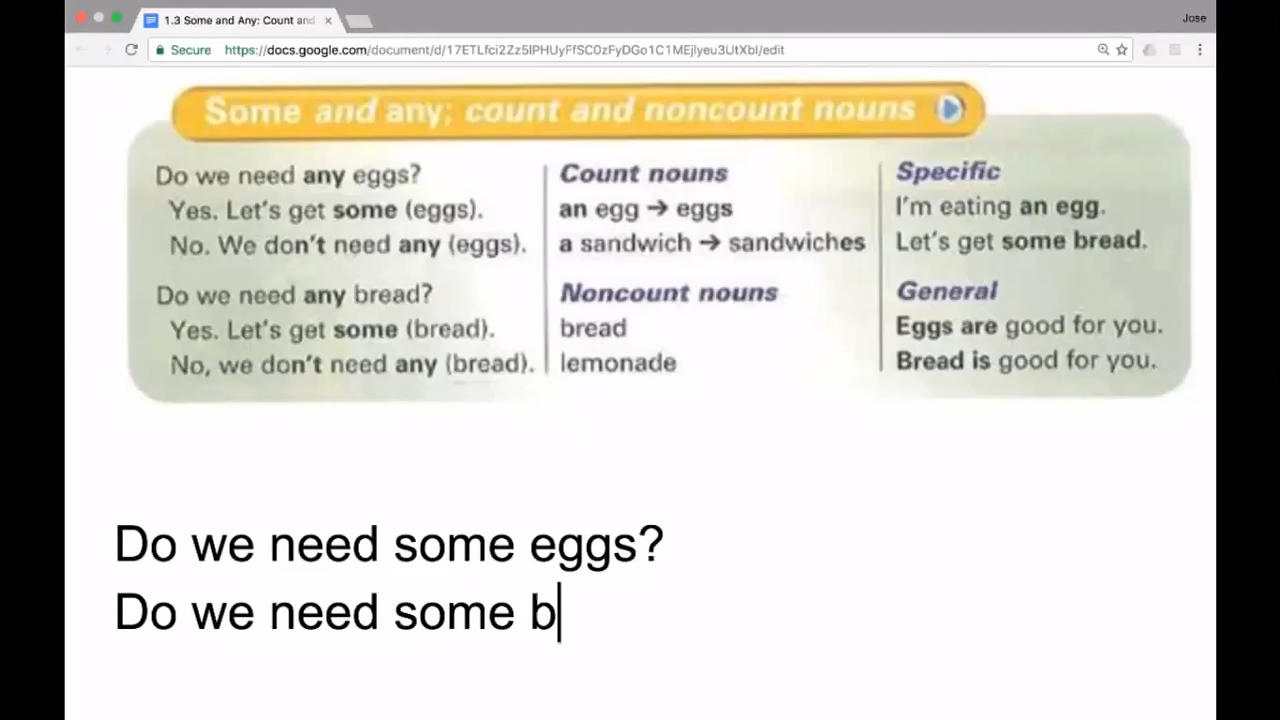 1.3 Some and Any: Count and
Jose
Secure https://docs.google.com/document/d/17ETLfci2Zz5IPHUyFfSC0zFyDGo1C1MEjlyeu3UtXbI/edit
Some and any; count and noncount nouns
Do we need any eggs?
Yes. Let's get some (eggs).
No. We don't need any (eggs).
Do we need any bread?
Yes. Let's get some (bread).
No, we don't need any (bread).
Count nouns
an egg → eggs
a sandwich → sandwiches
Noncount nouns
bread
lemonade
Specific
I'm eating an egg.
Let's get some bread.
General
Eggs are good for you.
Bread is good for you.
Do we need some eggs?
Do we need some b